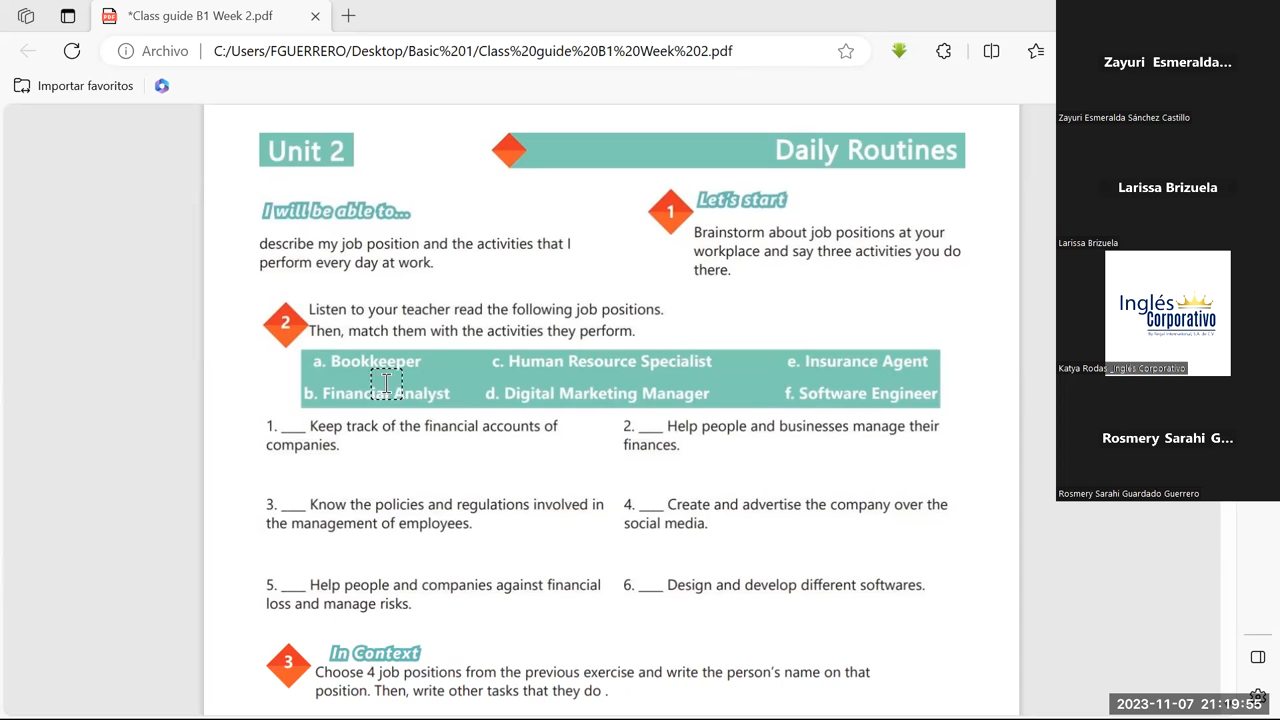 *Class guide B1 Week 2.pdf
Archivo
C:/Users/FGUERRERO/Desktop/Basic%201/Class%20guide%20B1%20Week%202.pdf
Importar favoritos
Unit 2
Daily Routines
I will be able to...
describe my job position and the activities that I
perform every day at work.
1
Let's start
Brainstorm about job positions at your
workplace and say three activities you do
there.
2
Listen to your teacher read the following job positions.
Then, match them with the activities they perform.
a. Bookkeeper
c. Human Resource Specialist
e. Insurance Agent
b. Financial Analyst
d. Digital Marketing Manager
f. Software Engineer
1. ___ Keep track of the financial accounts of
companies.
2. ___ Help people and businesses manage their
finances.
3. ___ Know the policies and regulations involved in
the management of employees.
4. ___ Create and advertise the company over the
social media.
5. ___ Help people and companies against financial
loss and manage risks.
6. ___ Design and develop different softwares.
3
In Context
Choose 4 job positions from the previous exercise and write the person's name on that
position. Then, write other tasks that they do .
Zayuri Esmeralda...
Zayuri Esmeralda Sánchez Castillo
Larissa Brizuela
Larissa Brizuela
Inglés
Corporativo
Katya Rodas _Inglés Corporativo
Rosmery Sarahi G...
Rosmery Sarahi Guardado Guerrero
2023-11-07 21:19:55